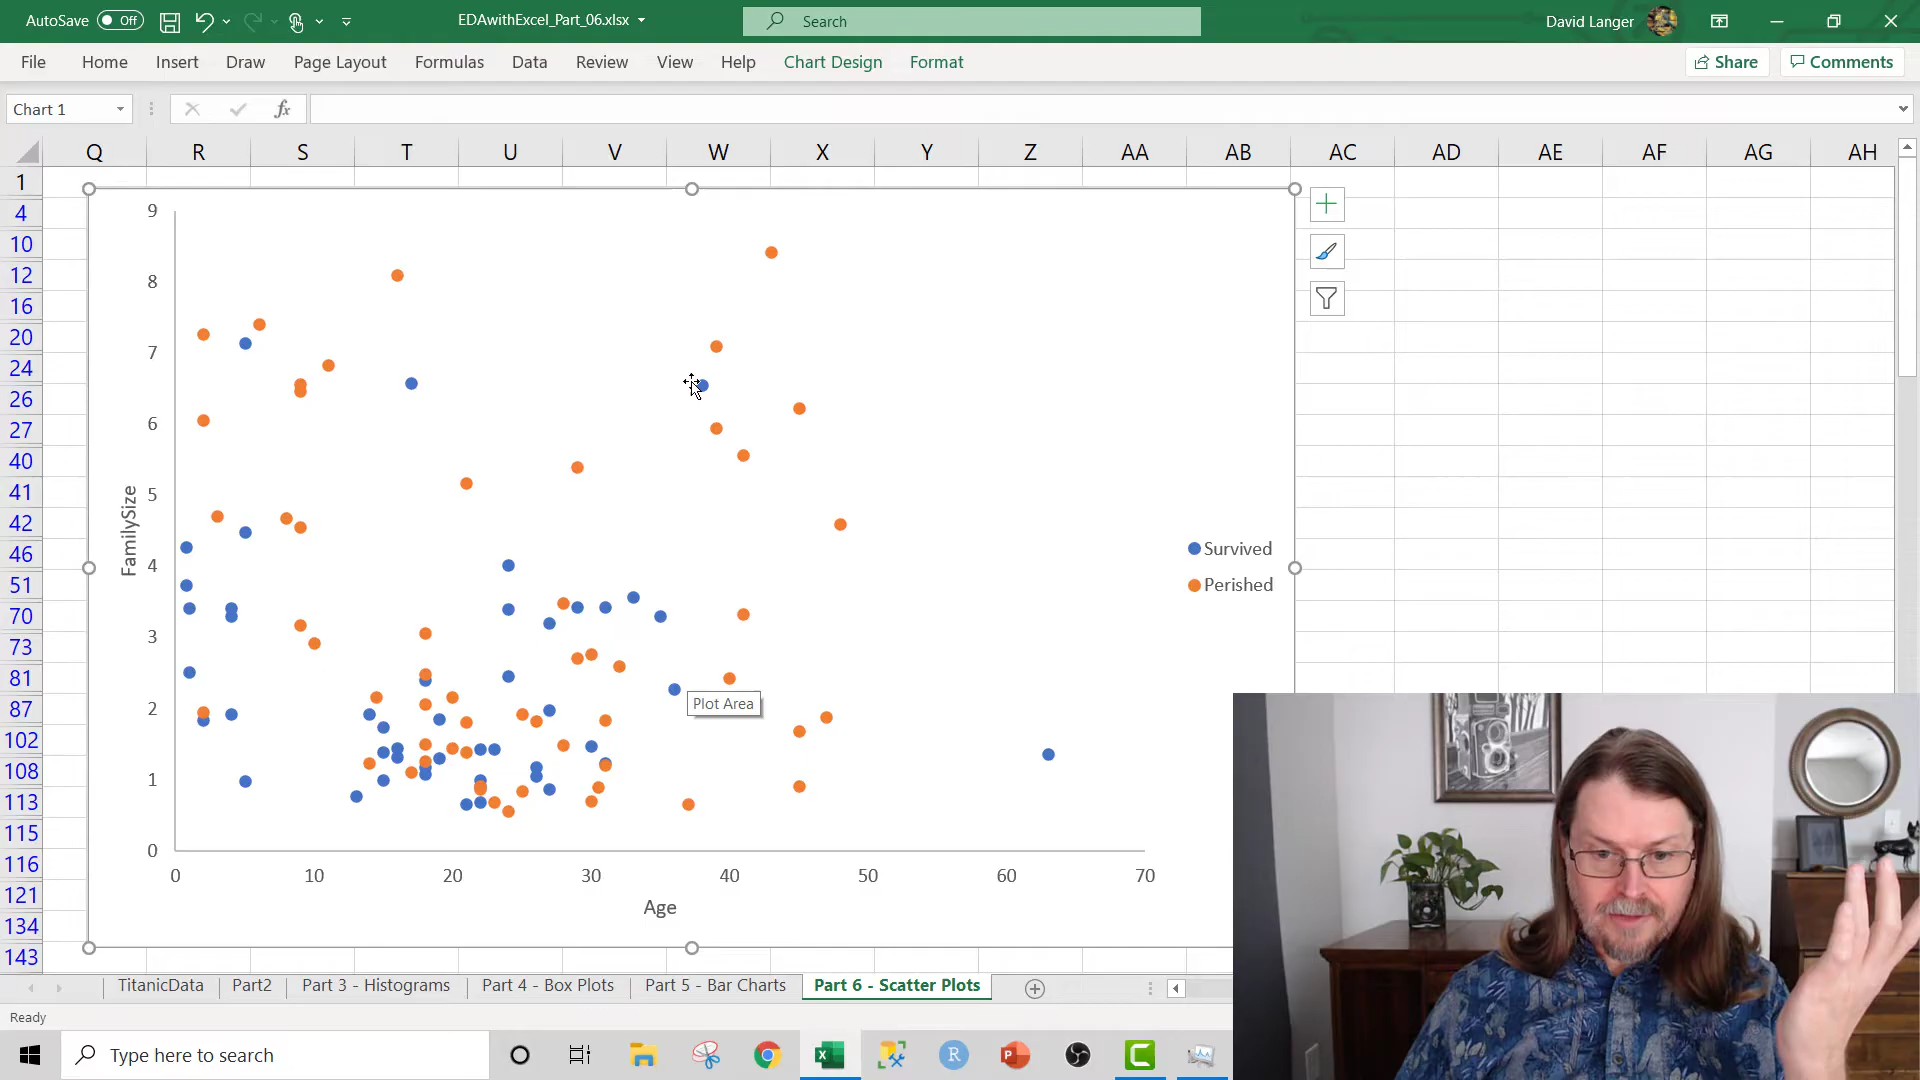 AutoSave Off EDAwithExcel_Part_06.xlsx Search David Langer
File Home Insert Draw Page Layout Formulas Data Review View Help Chart Design Format Share Comments
Chart 1 fx
Q R S T U V W X Y Z AA AB AC AD AE AF AG AH
1
4
10
12
16
20
24
26
27
40
41
42
46
51
70
73
81
87
102
108
113
115
116
121
134
143
9
8
7
6
5
4
3
2
1
0
FamilySize
0 10 20 30 40 50 60 70
Age
Survived
Perished
Plot Area
TitanicData Part2 Part 3 - Histograms Part 4 - Box Plots Part 5 - Bar Charts Part 6 - Scatter Plots
Ready
Type here to search
R P